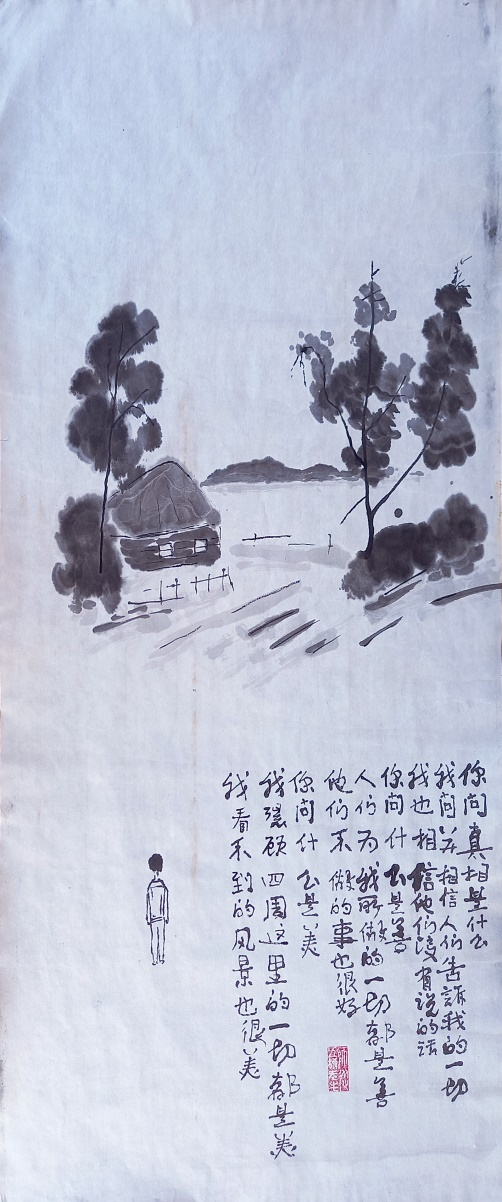 你问真相是什么
我问并相信人们告訴我的一切
我也相信他们没有说的话
你问什么是善
人们为我所做的一切都是善
他们不做的事也很好
你问什么是美
我環顾四周这里的一切都是美
我看不到的风景也很美